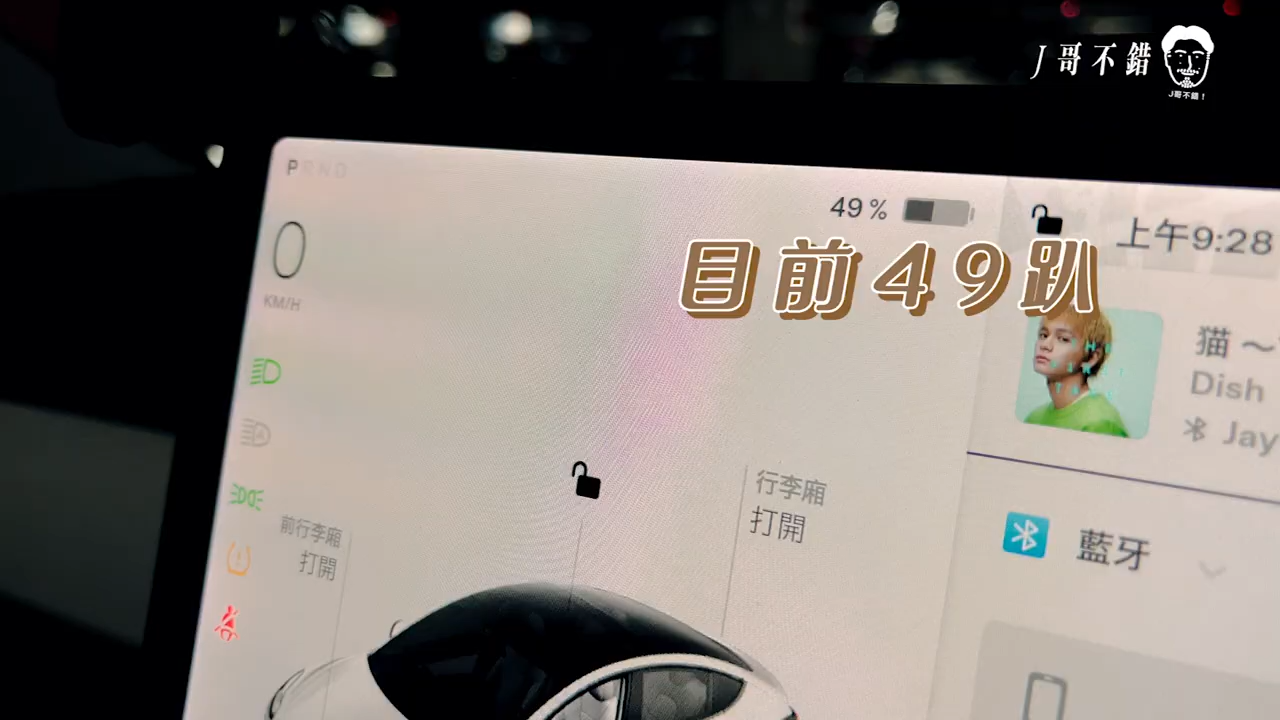 J哥不錯
J哥不錯！
PRND
49%
上午9:28
目前49趴
0
KM/H
猫～
Dish
Jay
行李廂
打開
前行李廂
打開
藍牙